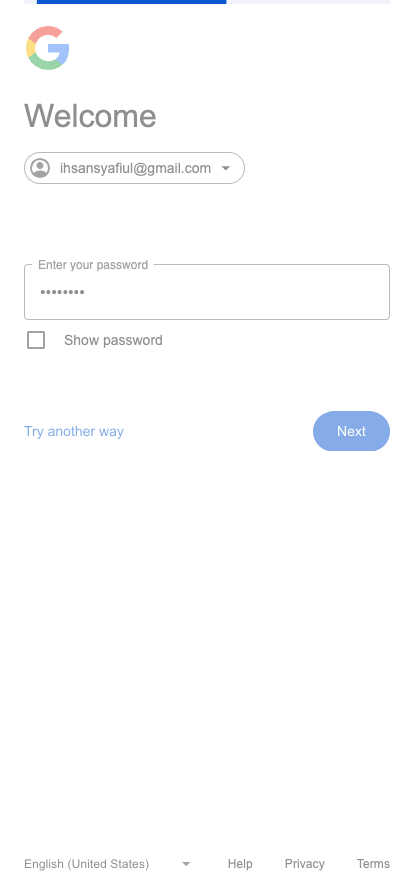 Welcome
ihsansyafiul@gmail.com
Enter your password
••••••••
Show password
Try another way
Next
English (United States)
Help
Privacy
Terms